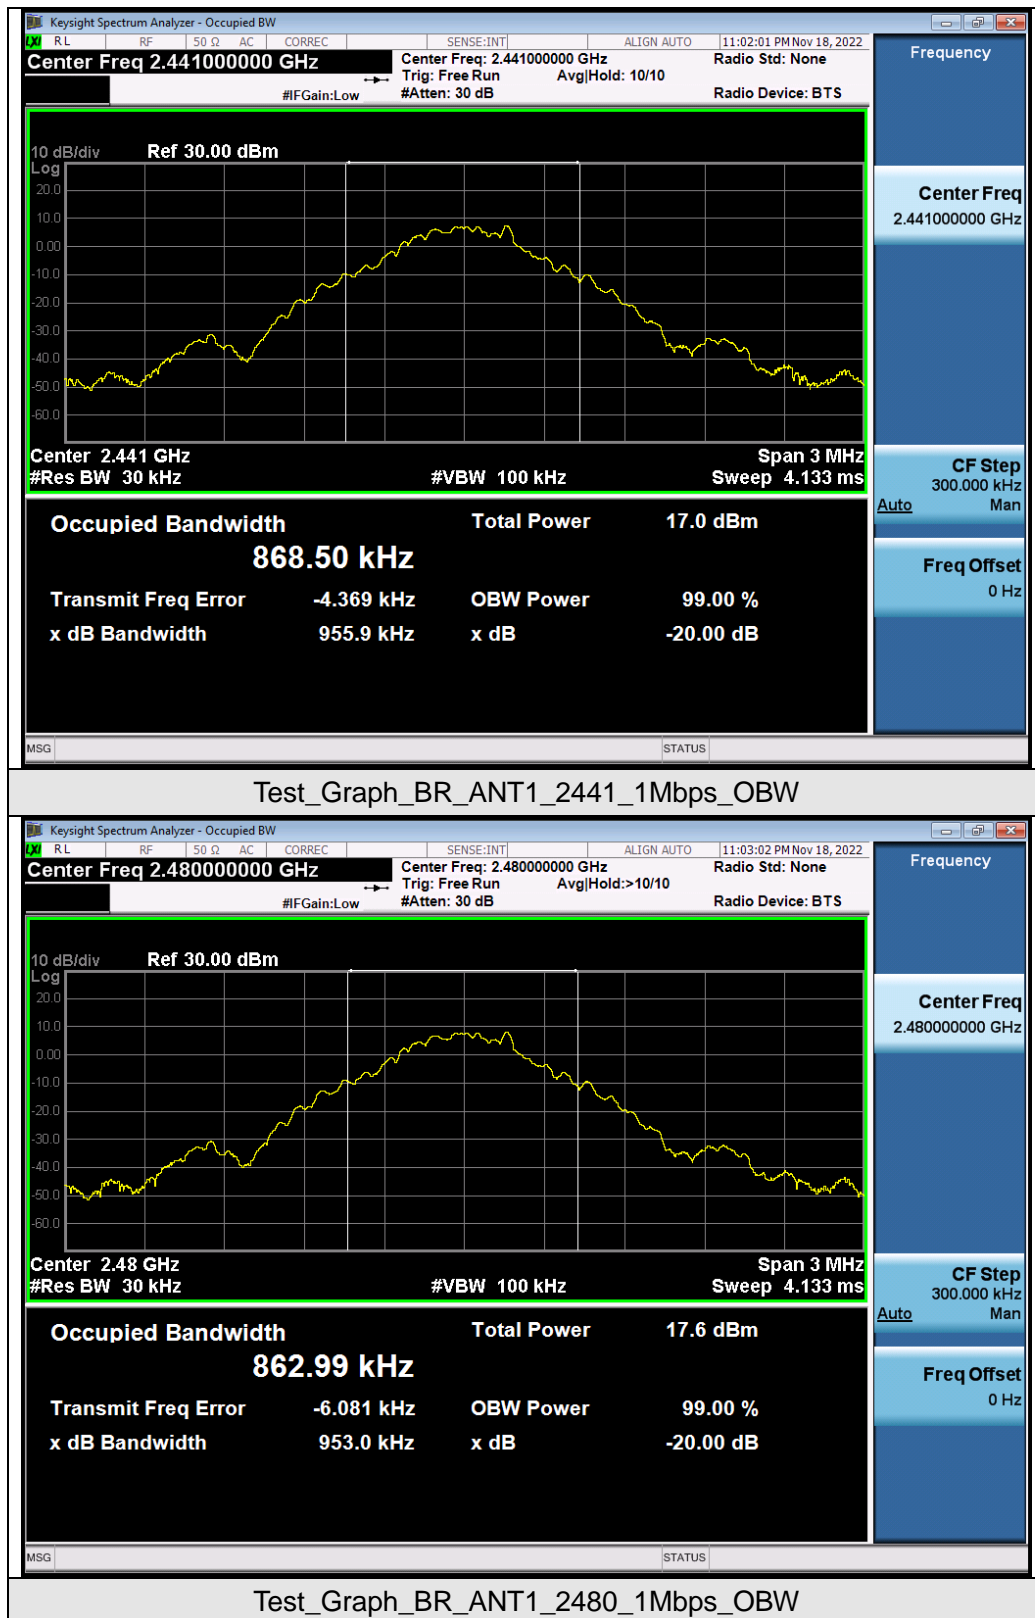 Keysight Spectrum Analyzer - Occupied BW
LXI RL RF 50 Ω AC CORREC SENSE:INT ALIGN AUTO 11:02:01 PM Nov 18, 2022
Center Freq 2.441000000 GHz Center Freq: 2.441000000 GHz Radio Std: None Frequency
Trig: Free Run Avg|Hold: 10/10
#IFGain:Low #Atten: 30 dB Radio Device: BTS
10 dB/div Ref 30.00 dBm
Log
20.0
10.0
0.00
-10.0
-20.0
-30.0
-40.0
-50.0
-60.0
Center Freq
2.441000000 GHz
Center 2.441 GHz Span 3 MHz
#Res BW 30 kHz #VBW 100 kHz Sweep 4.133 ms
CF Step
300.000 kHz
Auto Man
Occupied Bandwidth Total Power 17.0 dBm
868.50 kHz
Freq Offset
0 Hz
Transmit Freq Error -4.369 kHz OBW Power 99.00 %
x dB Bandwidth 955.9 kHz x dB -20.00 dB
MSG STATUS
Test_Graph_BR_ANT1_2441_1Mbps_OBW
Keysight Spectrum Analyzer - Occupied BW
LXI RL RF 50 Ω AC CORREC SENSE:INT ALIGN AUTO 11:03:02 PM Nov 18, 2022
Center Freq 2.480000000 GHz Center Freq: 2.480000000 GHz Radio Std: None Frequency
Trig: Free Run Avg|Hold:>10/10
#IFGain:Low #Atten: 30 dB Radio Device: BTS
10 dB/div Ref 30.00 dBm
Log
20.0
10.0
0.00
-10.0
-20.0
-30.0
-40.0
-50.0
-60.0
Center Freq
2.480000000 GHz
Center 2.48 GHz Span 3 MHz
#Res BW 30 kHz #VBW 100 kHz Sweep 4.133 ms
CF Step
300.000 kHz
Auto Man
Occupied Bandwidth Total Power 17.6 dBm
862.99 kHz
Freq Offset
0 Hz
Transmit Freq Error -6.081 kHz OBW Power 99.00 %
x dB Bandwidth 953.0 kHz x dB -20.00 dB
MSG STATUS
Test_Graph_BR_ANT1_2480_1Mbps_OBW